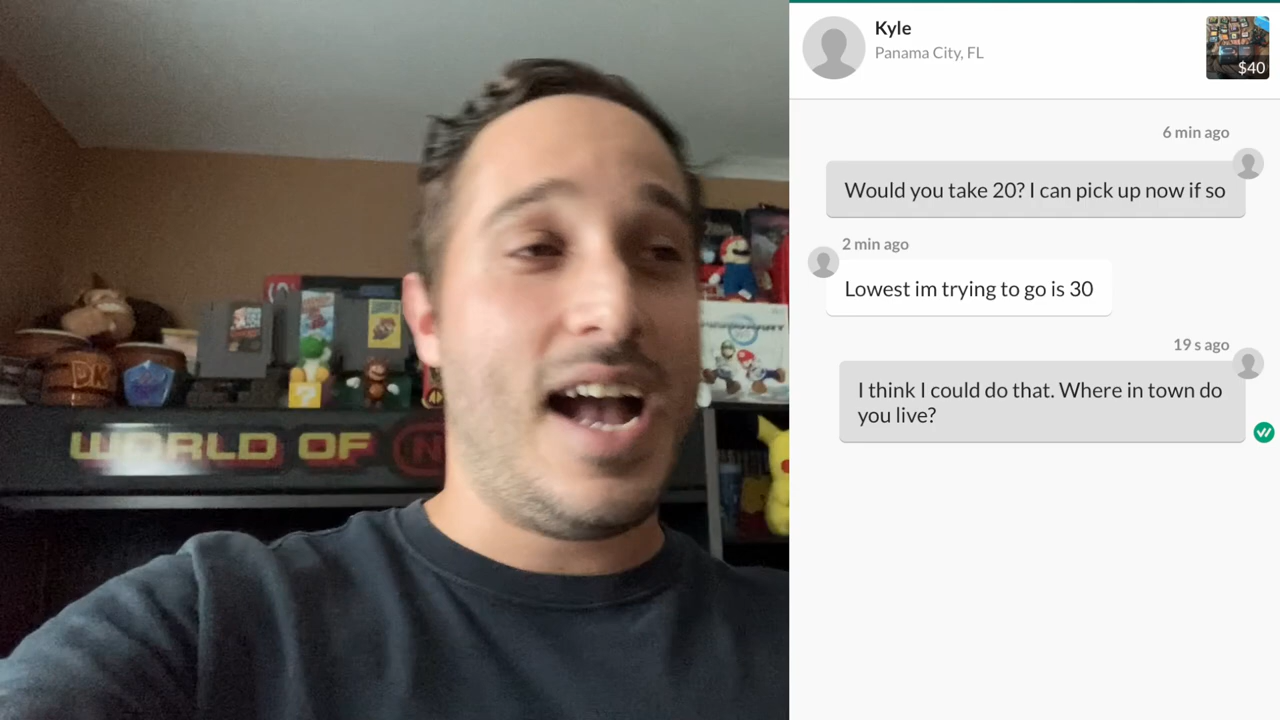 WORLD OF N
DK
Kyle
Panama City, FL
$40
6 min ago
Would you take 20? I can pick up now if so
2 min ago
Lowest im trying to go is 30
19 s ago
I think I could do that. Where in town do
you live?